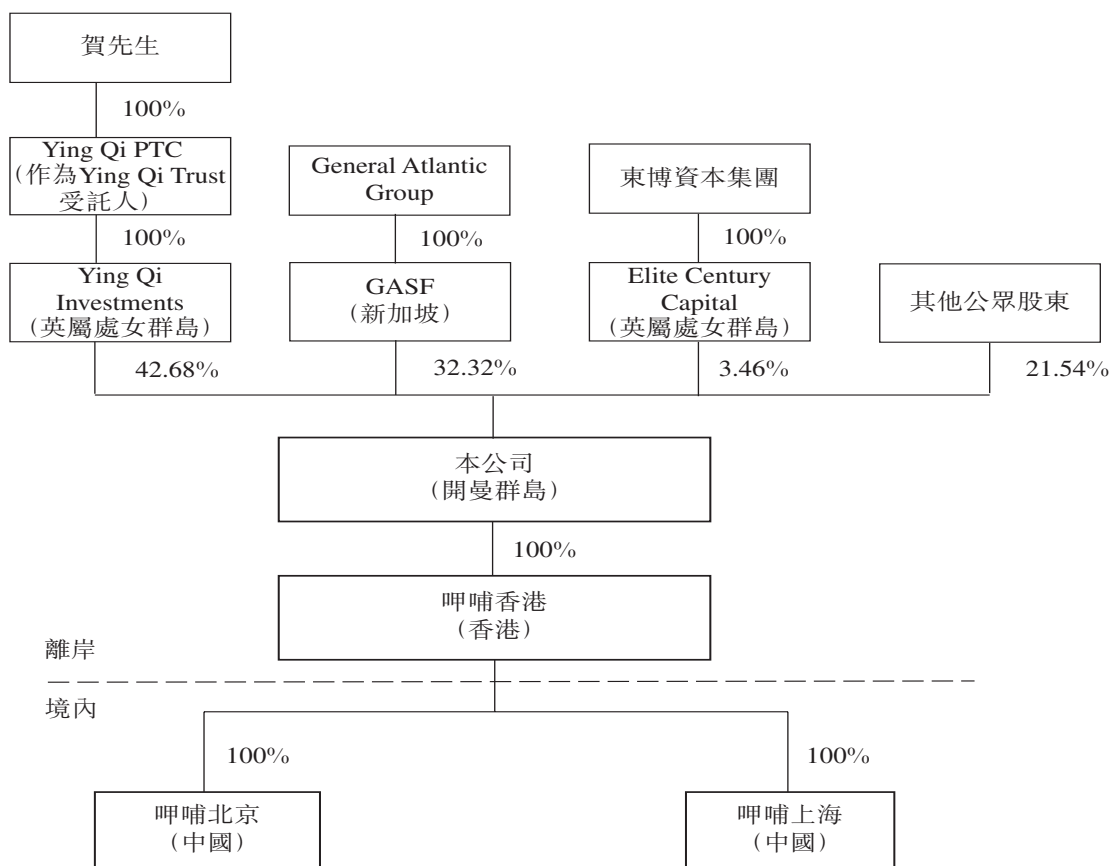 賀先生
100%
Ying Qi PTC
(作為Ying Qi Trust
受託人)
General Atlantic
Group
東博資本集團
100%
100%
100%
Ying Qi
Investments
(英屬處女群島)
GASF
(新加坡)
Elite Century
Capital
(英屬處女群島)
其他公眾股東
42.68%
32.32%
3.46%
21.54%
本公司
(開曼群島)
100%
呷哺香港
(香港)
離岸
境內
100%
100%
呷哺北京
(中國)
呷哺上海
(中國)